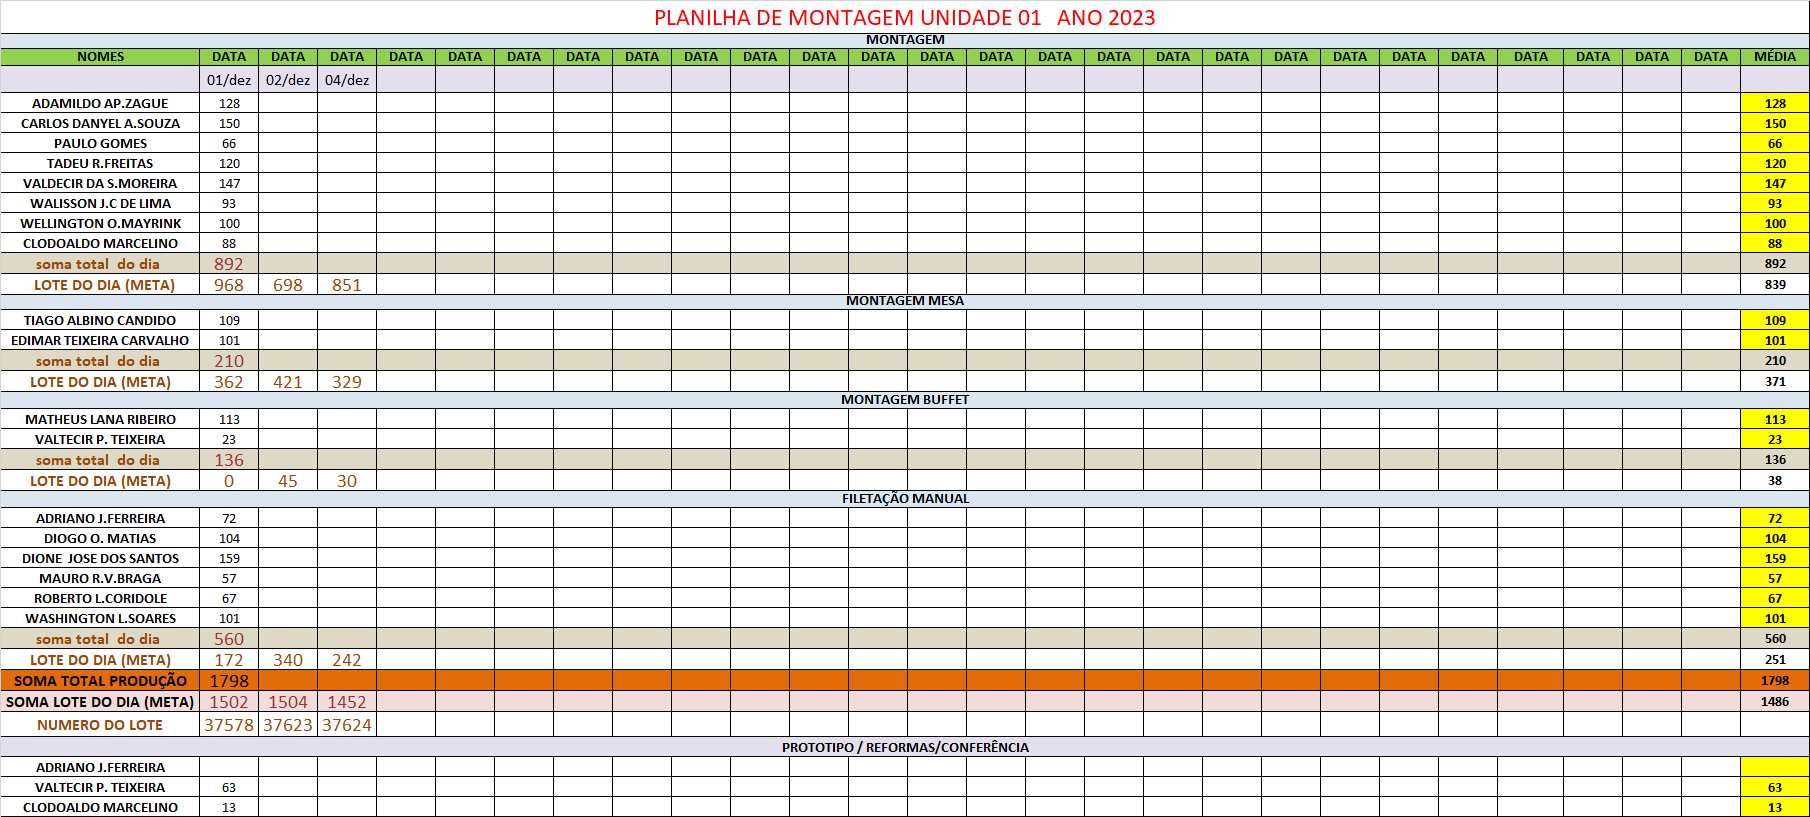 PLANILHA DE MONTAGEM UNIDADE 01 ANO 2023
MONTAGEM
NOMES DATA DATA DATA DATA DATA DATA DATA DATA DATA DATA DATA DATA DATA DATA DATA DATA DATA DATA DATA DATA DATA DATA DATA DATA DATA DATA MÉDIA
01/dez 02/dez 04/dez
ADAMILDO AP.ZAGUE 128 128
CARLOS DANYEL A.SOUZA 150 150
PAULO GOMES 66 66
TADEU R.FREITAS 120 120
VALDECIR DA S.MOREIRA 147 147
WALISSON J.C DE LIMA 93 93
WELLINGTON O.MAYRINK 100 100
CLODOALDO MARCELINO 88 88
soma total do dia 892 892
LOTE DO DIA (META) 968 698 851 839
MONTAGEM MESA
TIAGO ALBINO CANDIDO 109 109
EDIMAR TEIXEIRA CARVALHO 101 101
soma total do dia 210 210
LOTE DO DIA (META) 362 421 329 371
MONTAGEM BUFFET
MATHEUS LANA RIBEIRO 113 113
VALTECIR P. TEIXEIRA 23 23
soma total do dia 136 136
LOTE DO DIA (META) 0 45 30 38
FILETAÇÃO MANUAL
ADRIANO J.FERREIRA 72 72
DIOGO O. MATIAS 104 104
DIONE JOSE DOS SANTOS 159 159
MAURO R.V.BRAGA 57 57
ROBERTO L.CORIDOLE 67 67
WASHINGTON L.SOARES 101 101
soma total do dia 560 560
LOTE DO DIA (META) 172 340 242 251
SOMA TOTAL PRODUÇÃO 1798 1798
SOMA LOTE DO DIA (META) 1502 1504 1452 1486
NUMERO DO LOTE 37578 37623 37624
PROTOTIPO / REFORMAS/CONFERÊNCIA
ADRIANO J.FERREIRA
VALTECIR P. TEIXEIRA 63 63
CLODOALDO MARCELINO 13 13